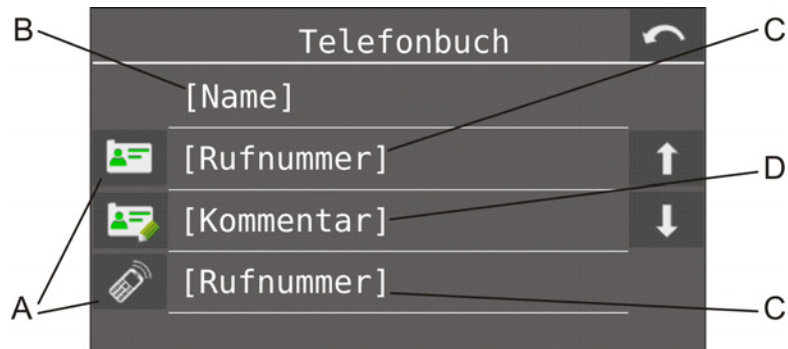 B
Telefonbuch
C
[Name]
[Rufnummer]
D
[Kommentar]
[Rufnummer]
A
C